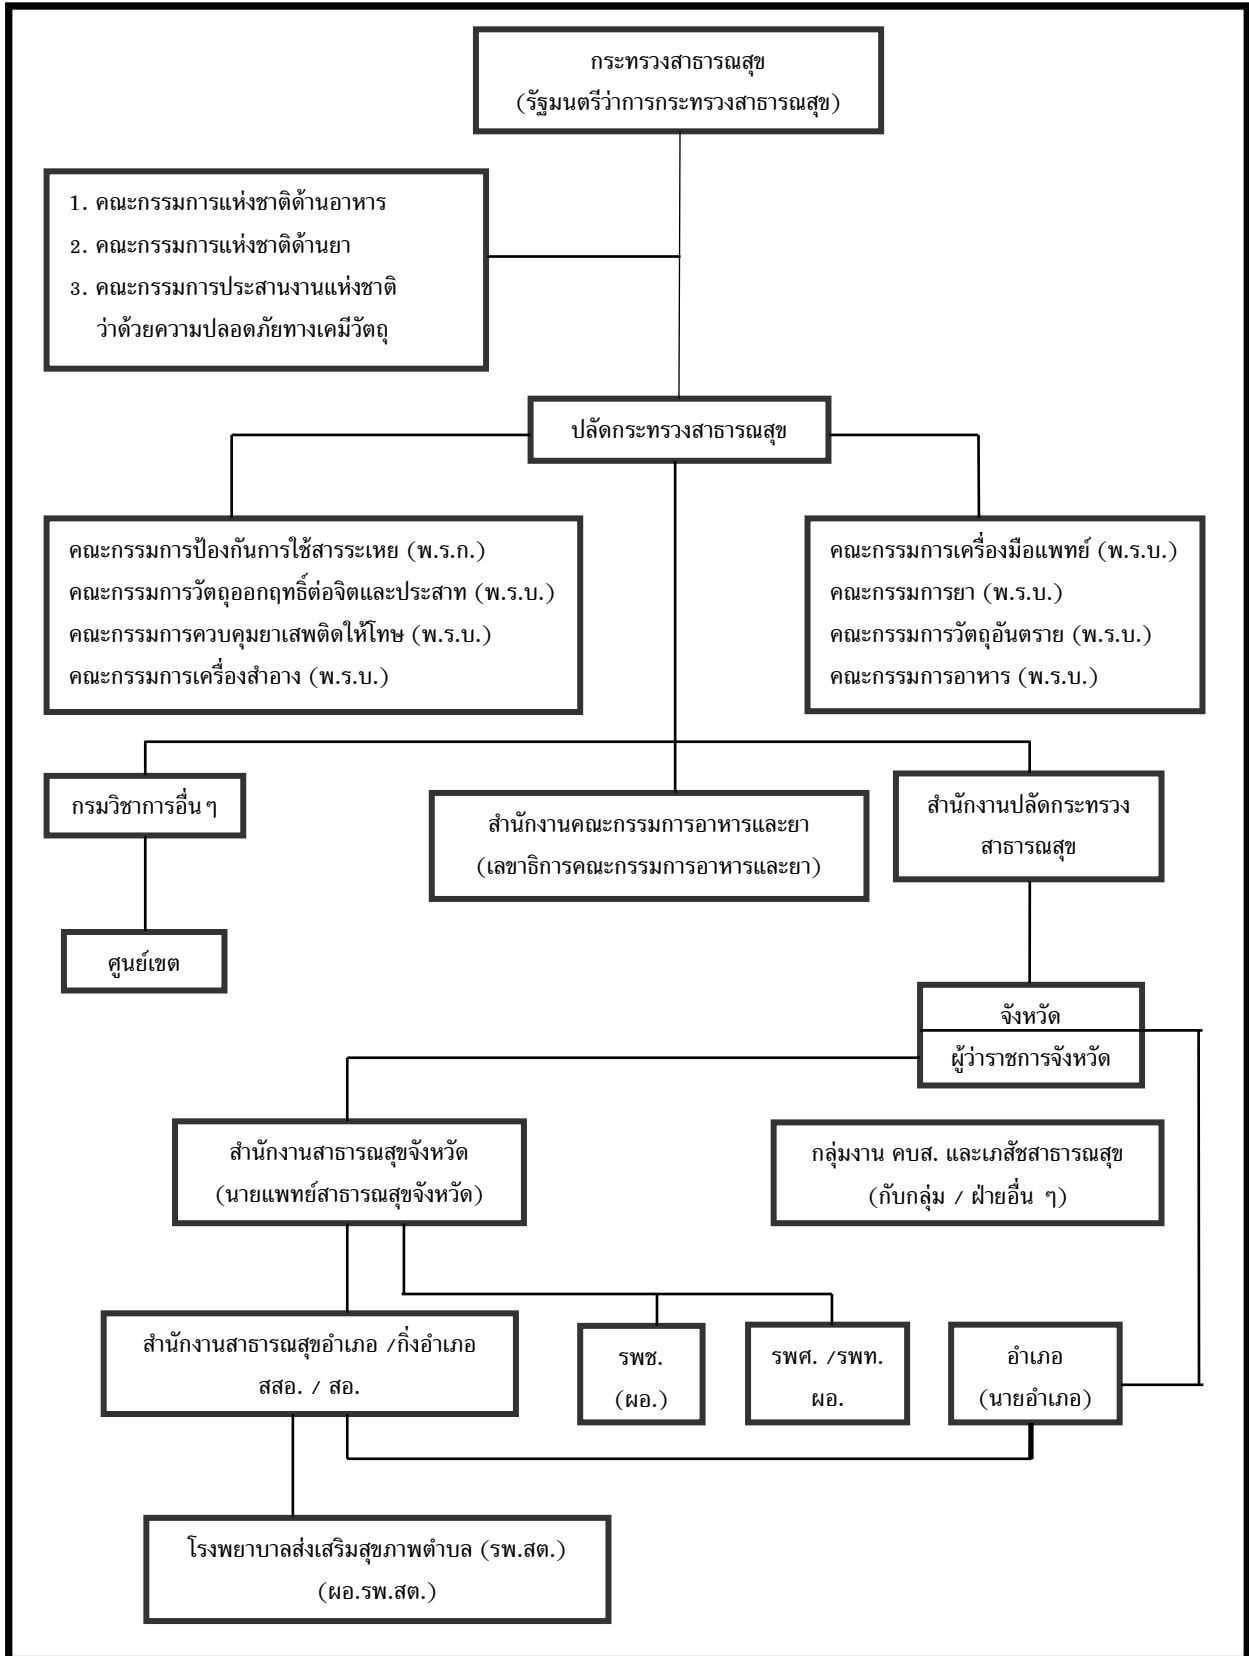 กระทรวงสาธารณสุข
(รัฐมนตรีว่าการกระทรวงสาธารณสุข)
1. คณะกรรมการแห่งชาติด้านอาหาร
2. คณะกรรมการแห่งชาติด้านยา
3. คณะกรรมการประสานงานแห่งชาติ
ว่าด้วยความปลอดภัยทางเคมีวัตถุ
ปลัดกระทรวงสาธารณสุข
คณะกรรมการป้องกันการใช้สารระเหย (พ.ร.ก.)
คณะกรรมการวัตถุออกฤทธิ์ต่อจิตและประสาท (พ.ร.บ.)
คณะกรรมการควบคุมยาเสพติดให้โทษ (พ.ร.บ.)
คณะกรรมการเครื่องสำอาง (พ.ร.บ.)
คณะกรรมการเครื่องมือแพทย์ (พ.ร.บ.)
คณะกรรมการยา (พ.ร.บ.)
คณะกรรมการวัตถุอันตราย (พ.ร.บ.)
คณะกรรมการอาหาร (พ.ร.บ.)
กรมวิชาการอื่น ๆ
สำนักงานคณะกรรมการอาหารและยา
(เลขาธิการคณะกรรมการอาหารและยา)
สำนักงานปลัดกระทรวง
สาธารณสุข
ศูนย์เขต
จังหวัด
ผู้ว่าราชการจังหวัด
สำนักงานสาธารณสุขจังหวัด
(นายแพทย์สาธารณสุขจังหวัด)
กลุ่มงาน คบส. และเภสัชสาธารณสุข
(กับกลุ่ม / ฝ่ายอื่น ๆ)
สำนักงานสาธารณสุขอำเภอ /กิ่งอำเภอ
สสอ. / สอ.
รพช.
(ผอ.)
รพศ. /รพท.
ผอ.
อำเภอ
(นายอำเภอ)
โรงพยาบาลส่งเสริมสุขภาพตำบล (รพ.สต.)
(ผอ.รพ.สต.)